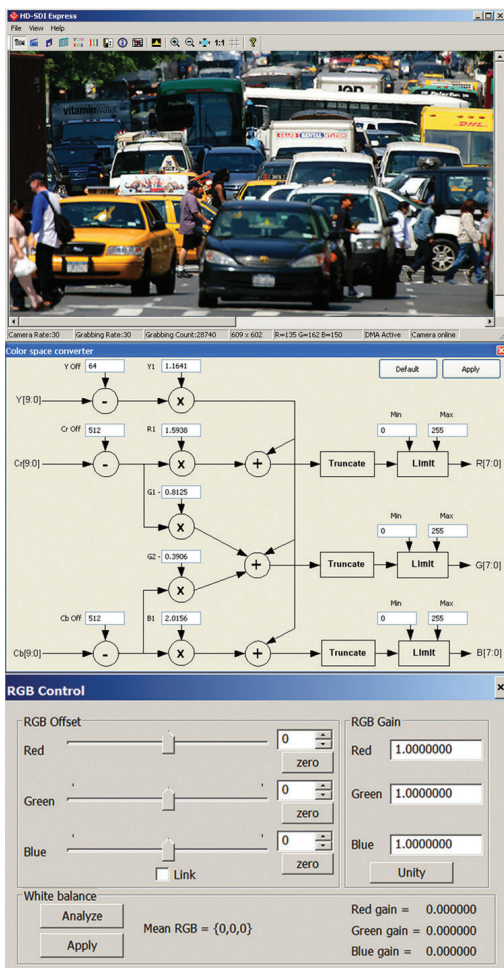 HD-SDI Express
File View Help
1:1
vitaminwater
GRAND RENTAL STATION
DHL
Camera Rate:30 Grabbing Rate:30 Grabbing Count:28740 609 x 602 R=135 G=162 B=150 DMA Active Camera online
Color space converter
Y Off 64 Y1 1.1641 Default Apply
Y[9:0] - X
Cr Off 512 R1 1.5938 Min Max
0 255
Cr[9:0] - X + Truncate Limit R[7:0]
G1 - 0.8125
X Min Max
G2 - 0.3906 0 255
+ Truncate Limit G[7:0]
X
Cb Off 512 B1 2.0156 Min Max
0 255
Cb[9:0] - X + Truncate Limit B[7:0]
RGB Control
RGB Offset RGB Gain
Red 0 Red 1.0000000
zero
Green 0 Green 1.0000000
zero
Blue 0 Blue 1.0000000
zero
Link Unity
White balance
Analyze Red gain = 0.000000
Mean RGB = {0,0,0} Green gain = 0.000000
Apply Blue gain = 0.000000